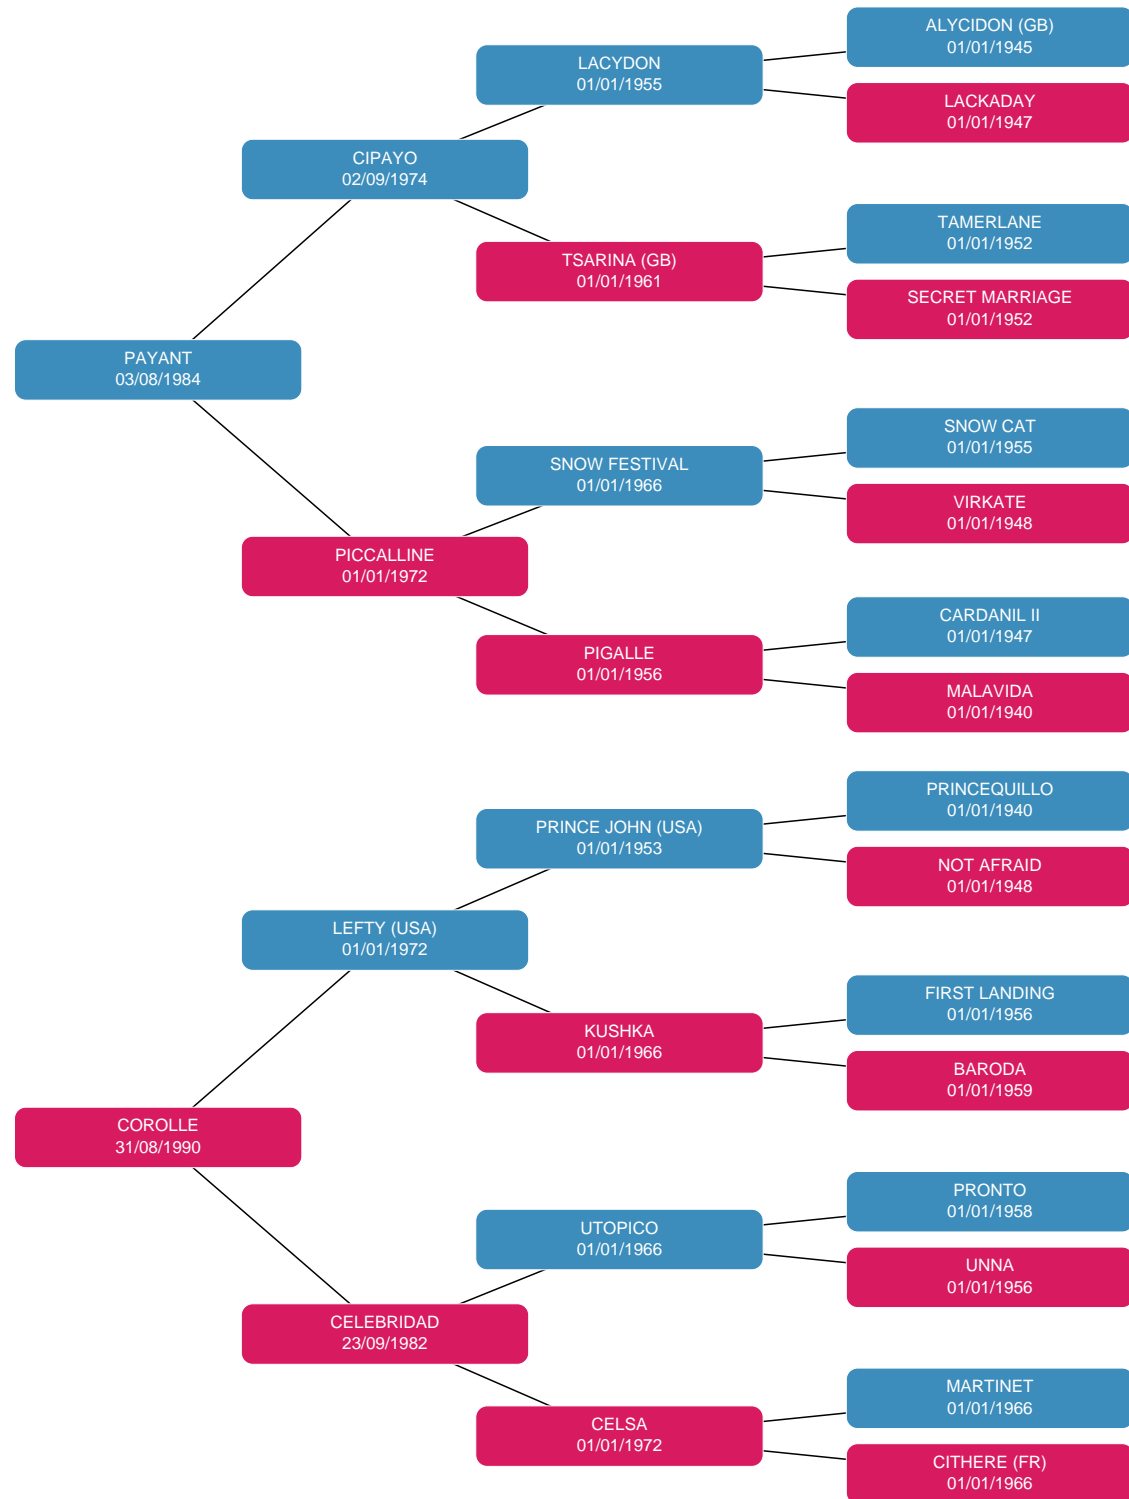 ALYCIDON (GB)
01/01/1945
LACYDON
01/01/1955
LACKADAY
01/01/1947
CIPAYO
02/09/1974
TAMERLANE
01/01/1952
TSARINA (GB)
01/01/1961
SECRET MARRIAGE
01/01/1952
PAYANT
03/08/1984
SNOW CAT
01/01/1955
SNOW FESTIVAL
01/01/1966
VIRKATE
01/01/1948
PICCALLINE
01/01/1972
CARDANIL II
01/01/1947
PIGALLE
01/01/1956
MALAVIDA
01/01/1940
PRINCEQUILLO
01/01/1940
PRINCE JOHN (USA)
01/01/1953
NOT AFRAID
01/01/1948
LEFTY (USA)
01/01/1972
FIRST LANDING
01/01/1956
KUSHKA
01/01/1966
BARODA
01/01/1959
COROLLE
31/08/1990
PRONTO
01/01/1958
UTOPICO
01/01/1966
UNNA
01/01/1956
CELEBRIDAD
23/09/1982
MARTINET
01/01/1966
CELSA
01/01/1972
CITHERE (FR)
01/01/1966